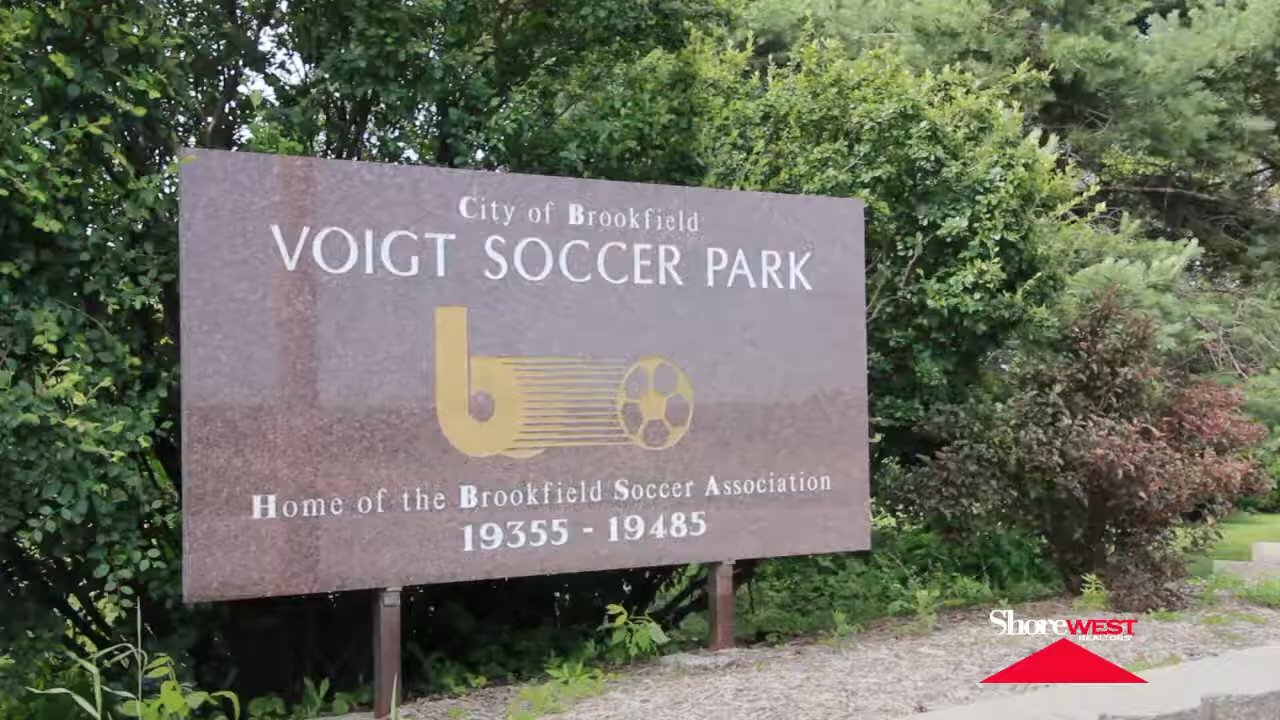 City of Brookfield
VOIGT SOCCER PARK
b
Home of the Brookfield Soccer Association
19355 - 19485
ShoreWEST
REALTORS